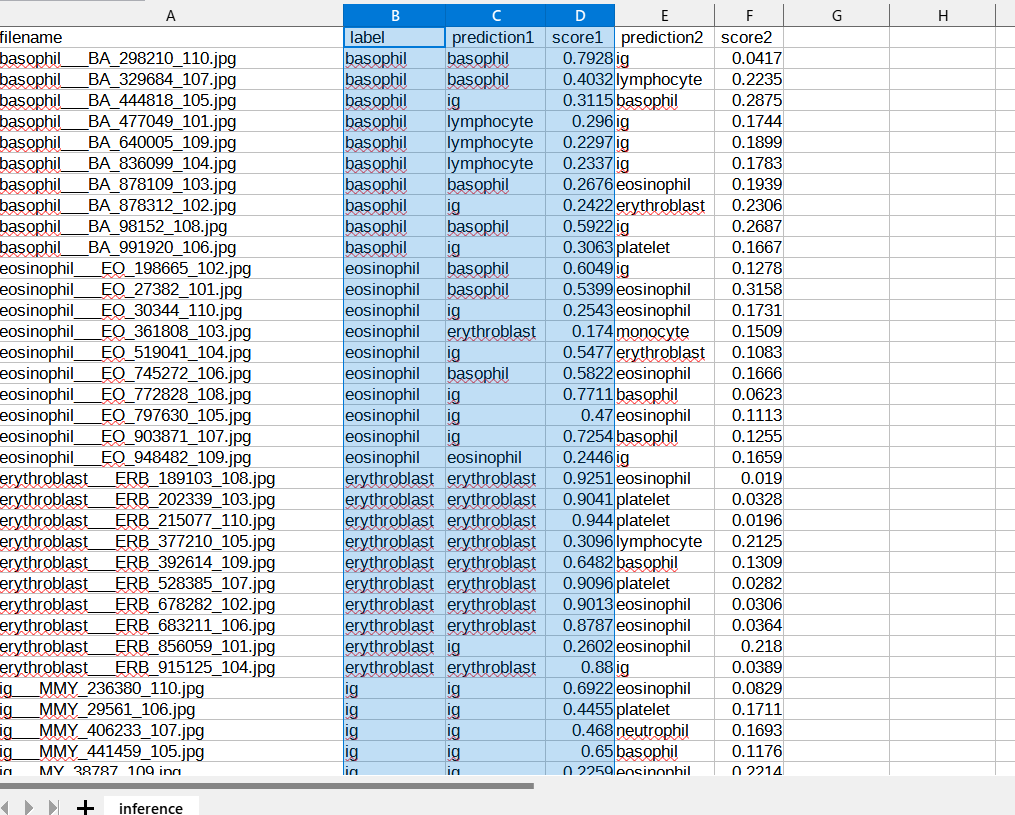 A B C D E F G H
filename label prediction1 score1 prediction2 score2
basophil___BA_298210_110.jpg basophil basophil 0.7928 ig 0.0417
basophil___BA_329684_107.jpg basophil basophil 0.4032 lymphocyte 0.2235
basophil___BA_444818_105.jpg basophil ig 0.3115 basophil 0.2875
basophil___BA_477049_101.jpg basophil lymphocyte 0.296 ig 0.1744
basophil___BA_640005_109.jpg basophil lymphocyte 0.2297 ig 0.1899
basophil___BA_836099_104.jpg basophil lymphocyte 0.2337 ig 0.1783
basophil___BA_878109_103.jpg basophil basophil 0.2676 eosinophil 0.1939
basophil___BA_878312_102.jpg basophil ig 0.2422 erythroblast 0.2306
basophil___BA_98152_108.jpg basophil basophil 0.5922 ig 0.2687
basophil___BA_991920_106.jpg basophil ig 0.3063 platelet 0.1667
eosinophil___EO_198665_102.jpg eosinophil basophil 0.6049 ig 0.1278
eosinophil___EO_27382_101.jpg eosinophil basophil 0.5399 eosinophil 0.3158
eosinophil___EO_30344_110.jpg eosinophil ig 0.2543 eosinophil 0.1731
eosinophil___EO_361808_103.jpg eosinophil erythroblast 0.174 monocyte 0.1509
eosinophil___EO_519041_104.jpg eosinophil ig 0.5477 erythroblast 0.1083
eosinophil___EO_745272_106.jpg eosinophil basophil 0.5822 eosinophil 0.1666
eosinophil___EO_772828_108.jpg eosinophil ig 0.7711 basophil 0.0623
eosinophil___EO_797630_105.jpg eosinophil ig 0.47 eosinophil 0.1113
eosinophil___EO_903871_107.jpg eosinophil ig 0.7254 basophil 0.1255
eosinophil___EO_948482_109.jpg eosinophil eosinophil 0.2446 ig 0.1659
erythroblast___ERB_189103_108.jpg erythroblast erythroblast 0.9251 eosinophil 0.019
erythroblast___ERB_202339_103.jpg erythroblast erythroblast 0.9041 platelet 0.0328
erythroblast___ERB_215077_110.jpg erythroblast erythroblast 0.944 platelet 0.0196
erythroblast___ERB_377210_105.jpg erythroblast erythroblast 0.3096 lymphocyte 0.2125
erythroblast___ERB_392614_109.jpg erythroblast erythroblast 0.6482 basophil 0.1309
erythroblast___ERB_528385_107.jpg erythroblast erythroblast 0.9096 platelet 0.0282
erythroblast___ERB_678282_102.jpg erythroblast erythroblast 0.9013 eosinophil 0.0306
erythroblast___ERB_683211_106.jpg erythroblast erythroblast 0.8787 eosinophil 0.0364
erythroblast___ERB_856059_101.jpg erythroblast ig 0.2602 eosinophil 0.218
erythroblast___ERB_915125_104.jpg erythroblast erythroblast 0.88 ig 0.0389
ig___MMY_236380_110.jpg ig ig 0.6922 eosinophil 0.0829
ig___MMY_29561_106.jpg ig ig 0.4455 platelet 0.1711
ig___MMY_406233_107.jpg ig ig 0.468 neutrophil 0.1693
ig___MMY_441459_105.jpg ig ig 0.65 basophil 0.1176
ig___MY_38787_109.jpg ig ig 0.2259 eosinophil 0.2214
inference